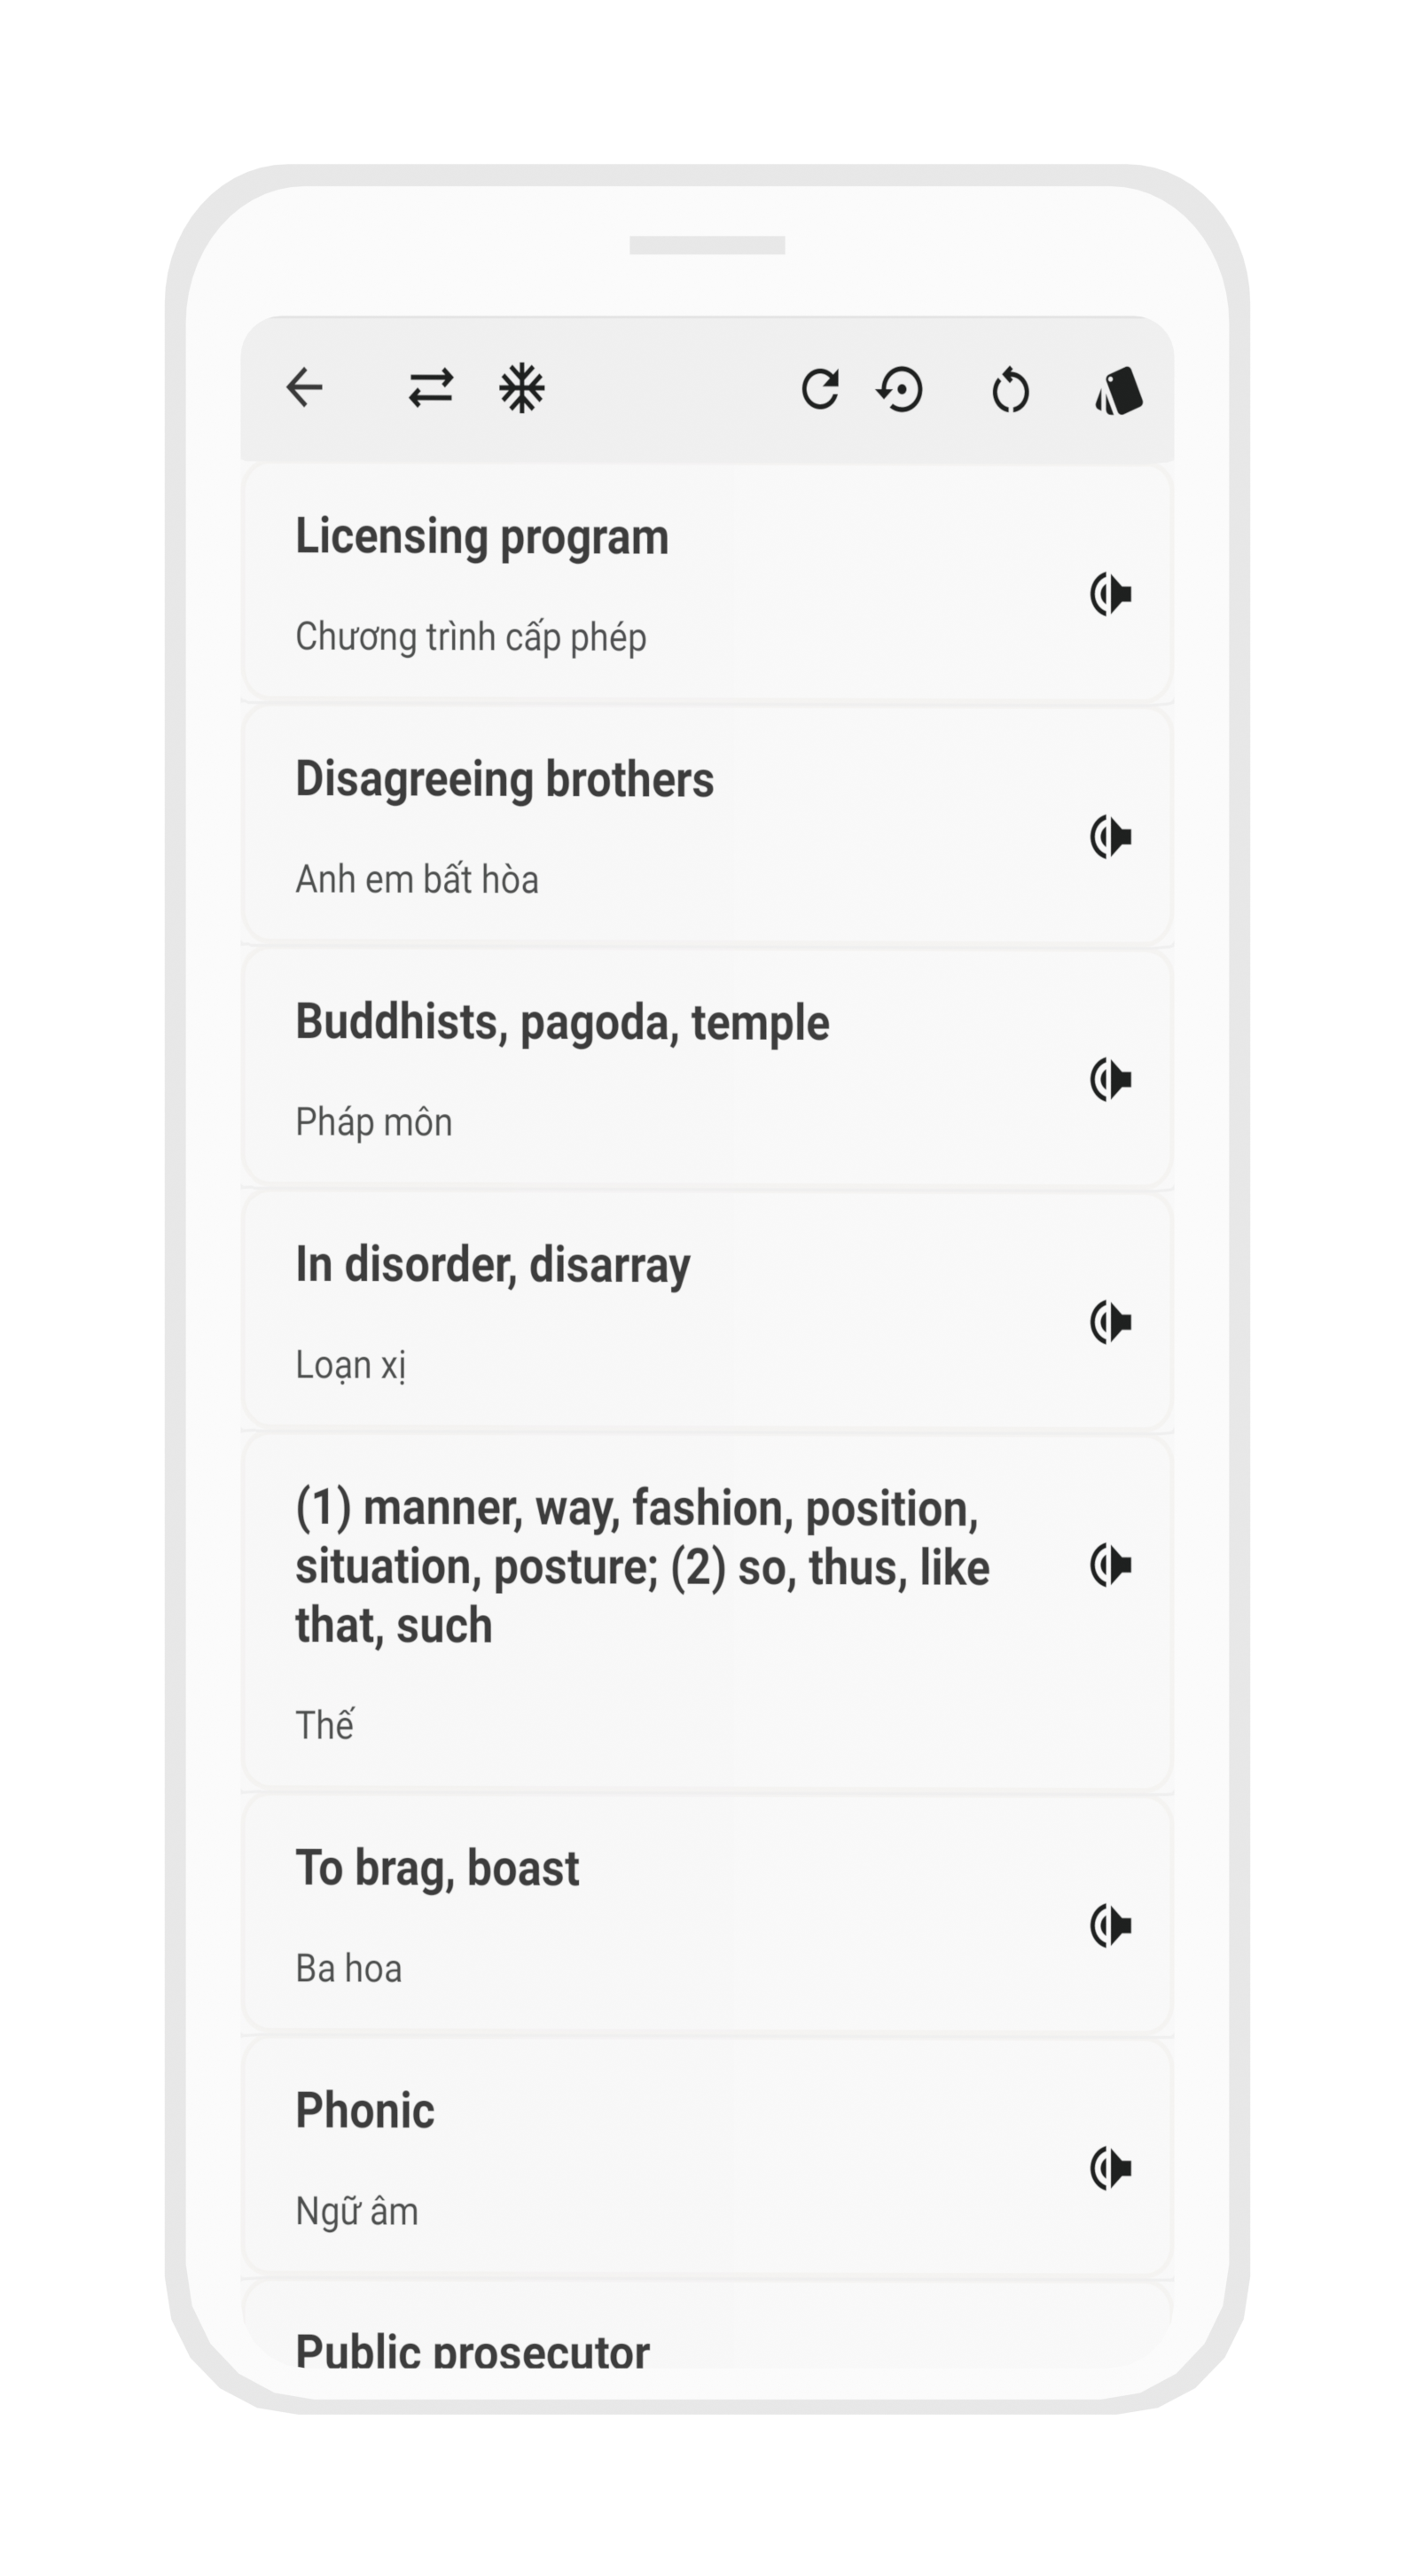 Licensing program
Chương trình cấp phép
Disagreeing brothers
Anh em bất hòa
Buddhists, pagoda, temple
Pháp môn
In disorder, disarray
Loạn xị
(1) manner, way, fashion, position,
situation, posture; (2) so, thus, like
that, such
Thế
To brag, boast
Ba hoa
Phonic
Ngữ âm
Public prosecutor